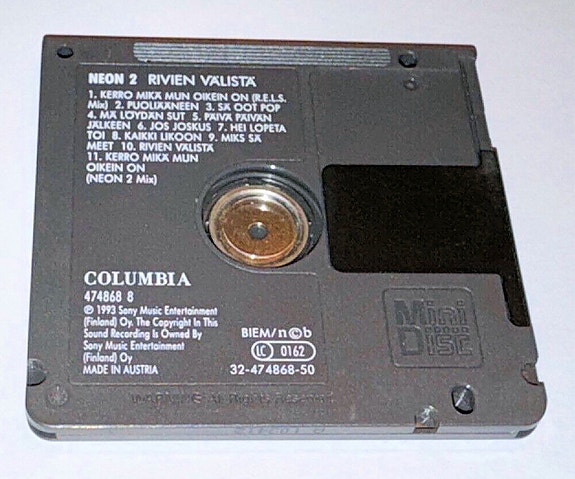 NEON 2 RIVIEN VÄLISTÄ
1. KERRO MIKÄ MUN OIKEIN ON (R.E.L.S.
Mix) 2. PUOLIÄÄNEEN 3. SÄ OOT POP
4. MÄ LÖYDÄN SUT 5. PÄIVÄ PÄIVÄN
JÄLKEEN 6. JOS JOSKUS 7. HEI LOPETA
TOI 8. KAIKKI LIKOON 9. MIKS SÄ
MEET 10. RIVIEN VÄLISTÄ
11. KERRO MIKÄ MUN
OIKEIN ON
(NEON 2 Mix)
COLUMBIA
474868 8
℗ 1993 Sony Music Entertainment
(Finland) Oy. The Copyright In This
Sound Recording Is Owned By
Sony Music Entertainment
(Finland) Oy
MADE IN AUSTRIA
BIEM/n©b
LC 0162
32-474868-50
Mini
Disc
WARNING